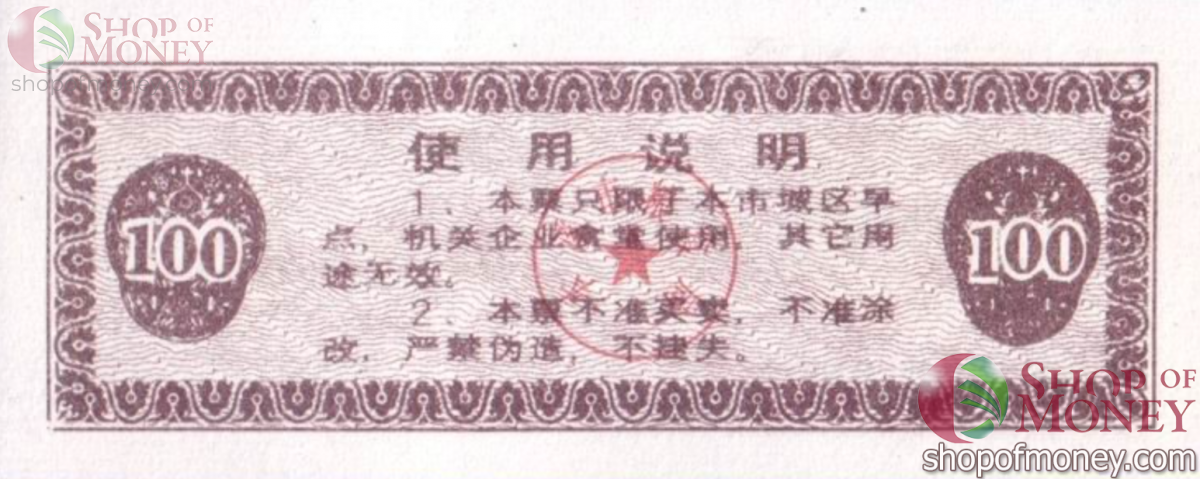 SHOP OF
MONEY
使用说明
100
1、本票只限于本市城区早
点，机关企业食堂使用，其它用
途无效。
2、本票不准买卖，不准涂
改，严禁伪造，不挂失。
100
SHOP OF
MONEY
shopofmoney.com